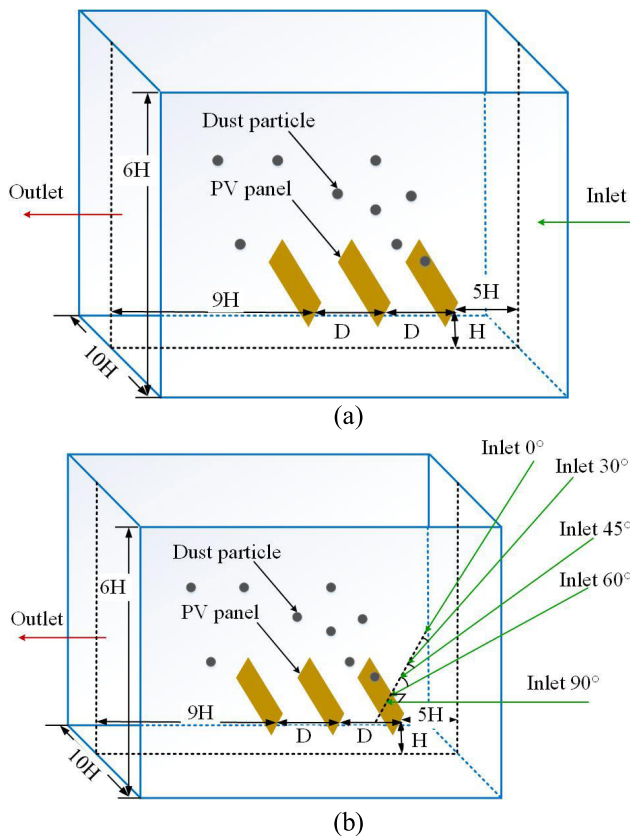 Dust particle
6H
PV panel
Outlet
Inlet
9H
5H
D
D
H
10H
(a)
Inlet 0°
Inlet 30°
Inlet 45°
Dust particle
Inlet 60°
6H
PV panel
Outlet
Inlet 90°
9H
5H
D
D
H
10H
(b)